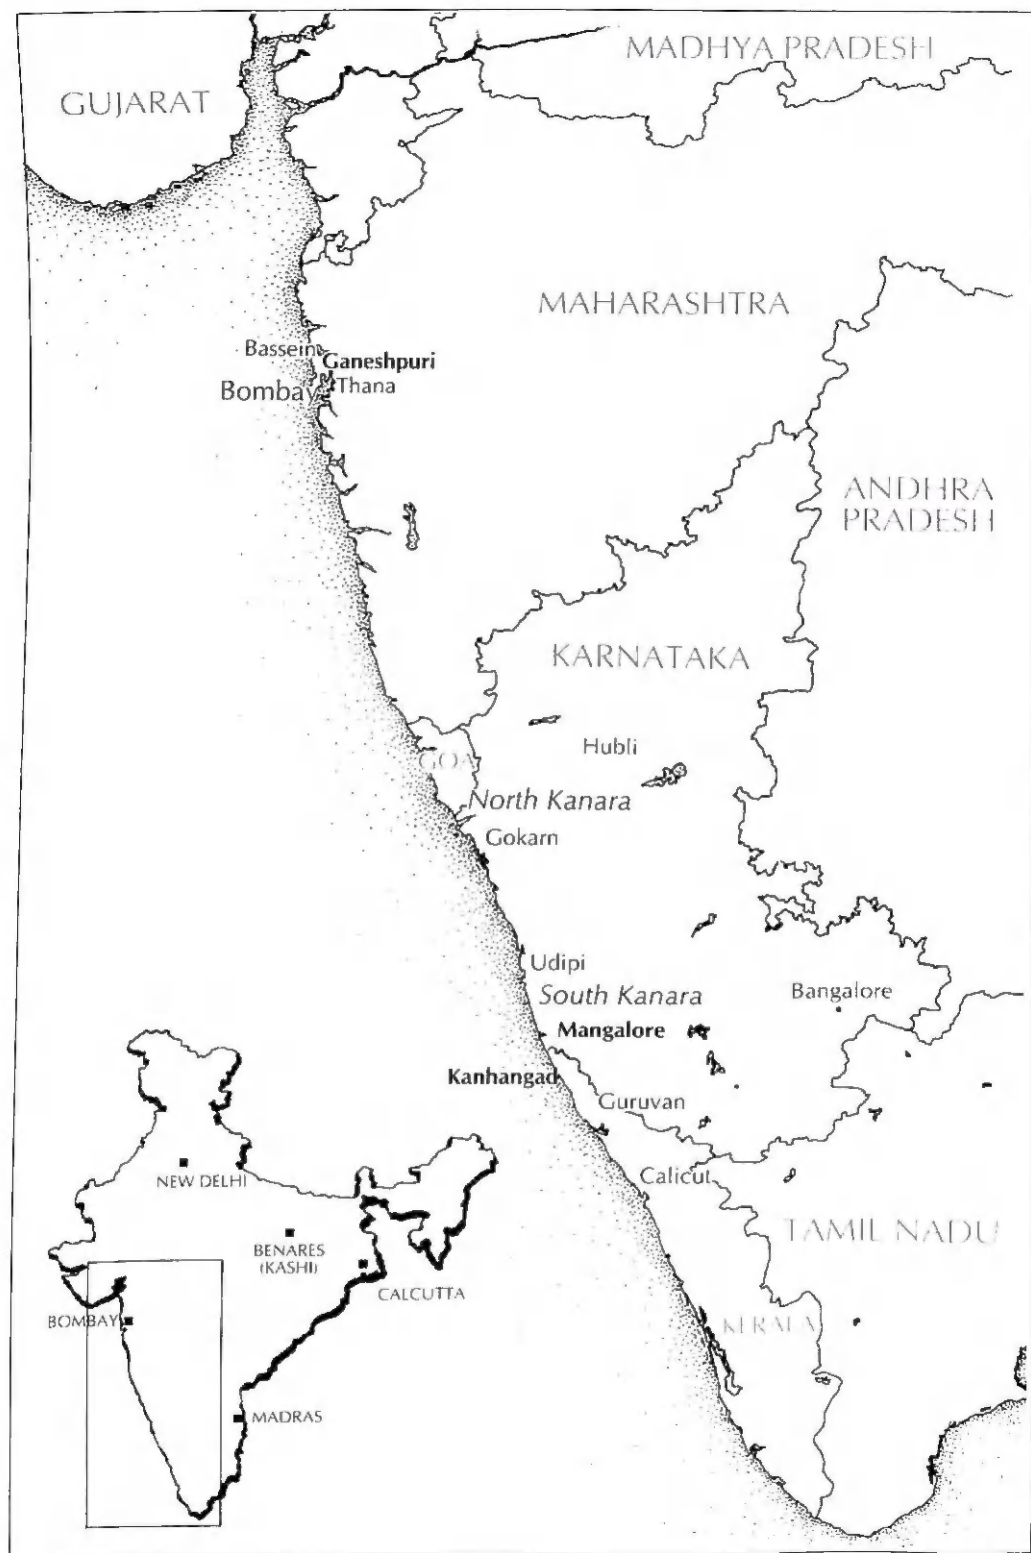 MADHYA PRADESH
GUJARAT
MAHARASHTRA
Bassein
Ganeshpuri
Bombay
Thana
ANDHRA
PRADESH
KARNATAKA
Hubli
GOA
North Kanara
Gokarn
Udipi
South Kanara
Bangalore
Mangalore
Kanhangad
Guruvan
Calicut
TAMIL NADU
KERALA
NEW DELHI
BENARES
(KASHI)
CALCUTTA
BOMBAY
MADRAS